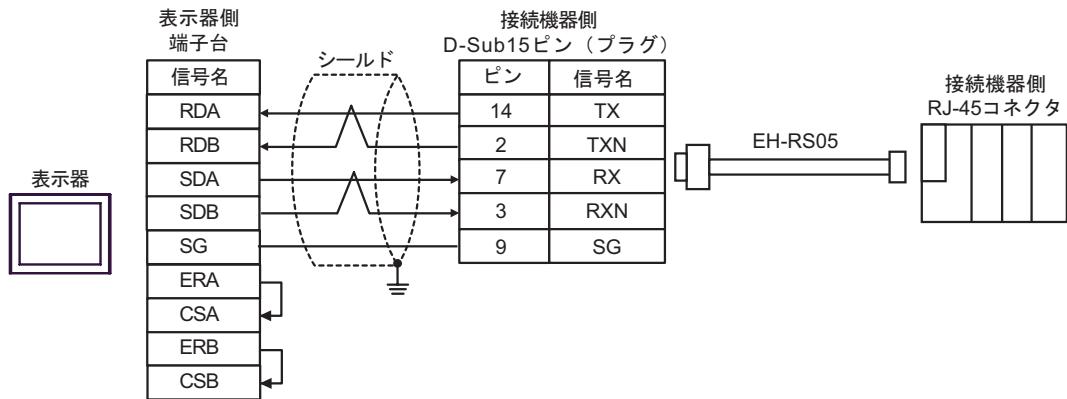 表示器側
端子台
信号名
RDA
RDB
SDA
SDB
SG
ERA
CSA
ERB
CSB
表示器
シールド
接続機器側
D-Sub15ピン（プラグ）
ピン 信号名
14 TX
2 TXN
7 RX
3 RXN
9 SG
EH-RS05
接続機器側
RJ-45コネクタ